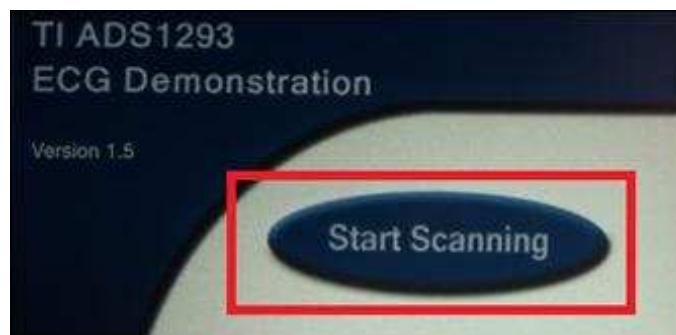 TI ADS1293
ECG Demonstration
Version 1.5
Start Scanning